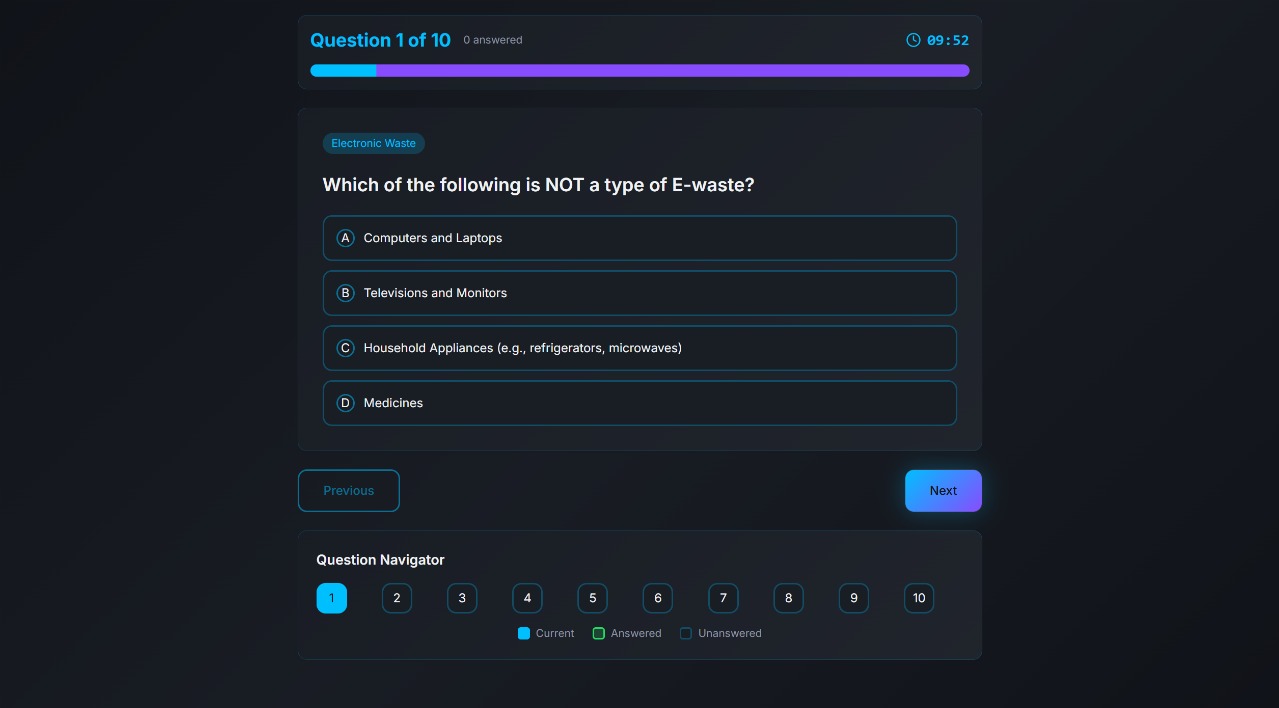 Question 1 of 10 0 answered 09:52
Electronic Waste
Which of the following is NOT a type of E-waste?
A Computers and Laptops
B Televisions and Monitors
C Household Appliances (e.g., refrigerators, microwaves)
D Medicines
Previous Next
Question Navigator
1 2 3 4 5 6 7 8 9 10
Current Answered Unanswered